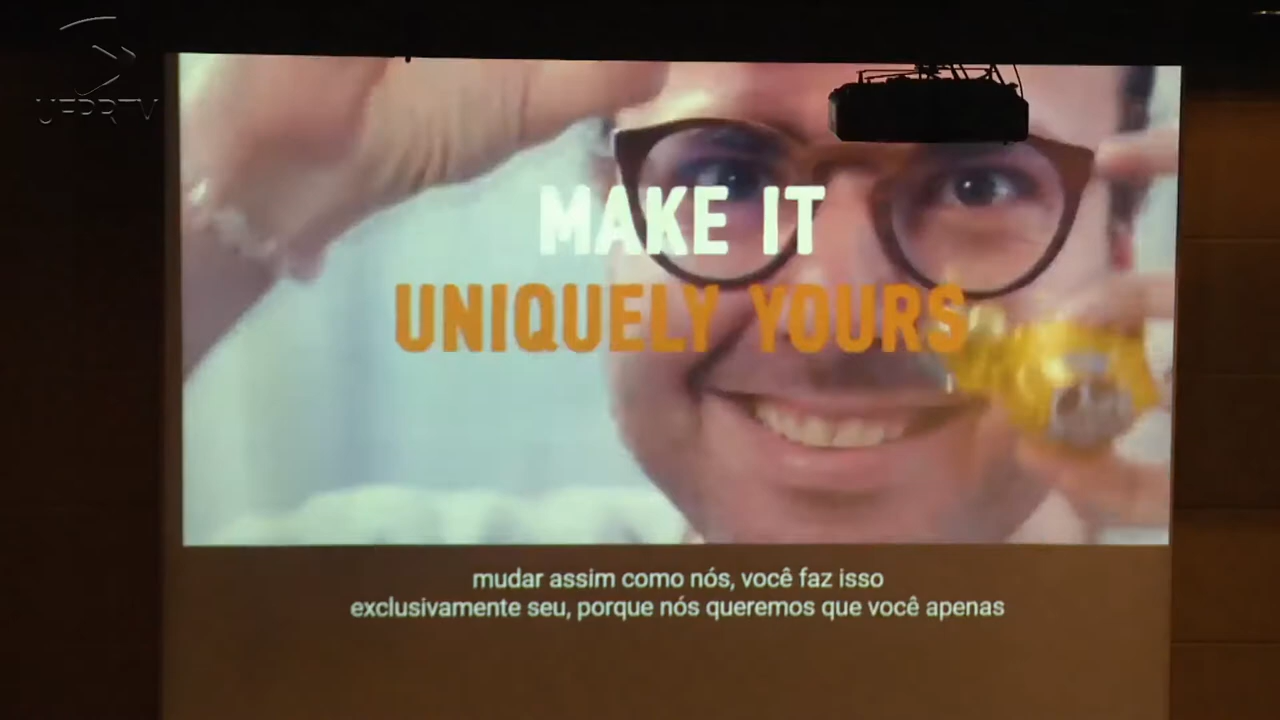 UFPRTV
MAKE IT
UNIQUELY YOURS
mudar assim como nós, você faz isso
exclusivamente seu, porque nós queremos que você apenas